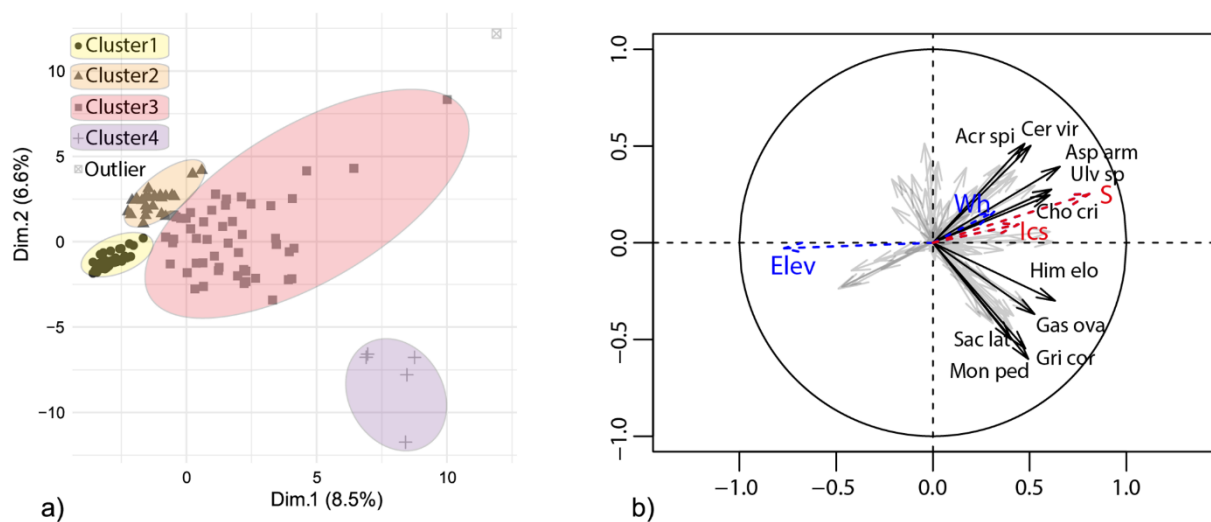 Cluster1
Cluster2
Cluster3
Cluster4
Outlier
10
5
0
−5
−10
Dim.2 (6.6%)
0
5
10
Dim.1 (8.5%)
a)
1.0
0.5
0.0
−0.5
−1.0
Acr spi
Cer vir
Asp arm
Ulv sp
S
Wh
Cho cri
Ics
Elev
Him elo
Gas ova
Sac lat
Gri cor
Mon ped
−1.0
−0.5
0.0
0.5
1.0
b)